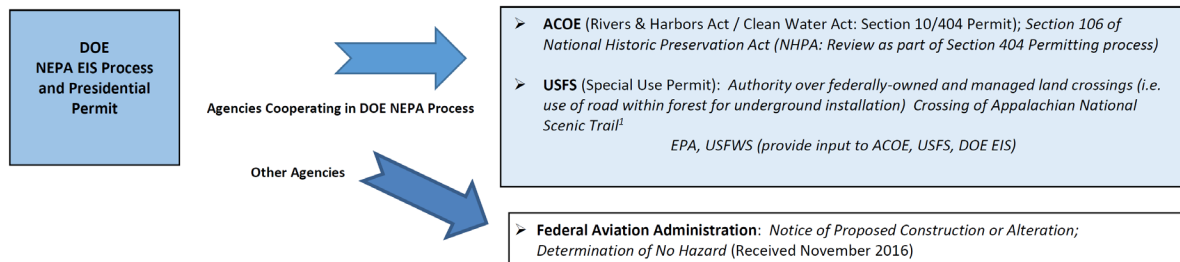 DOE
NEPA EIS Process
and Presidential
Permit
Agencies Cooperating in DOE NEPA Process
Other Agencies
➢ ACOE (Rivers & Harbors Act / Clean Water Act: Section 10/404 Permit); Section 106 of
National Historic Preservation Act (NHPA: Review as part of Section 404 Permitting process)
➢ USFS (Special Use Permit): Authority over federally-owned and managed land crossings (i.e.
use of road within forest for underground installation) Crossing of Appalachian National
Scenic Trail¹
EPA, USFWS (provide input to ACOE, USFS, DOE EIS)
➢ Federal Aviation Administration: Notice of Proposed Construction or Alteration;
Determination of No Hazard (Received November 2016)